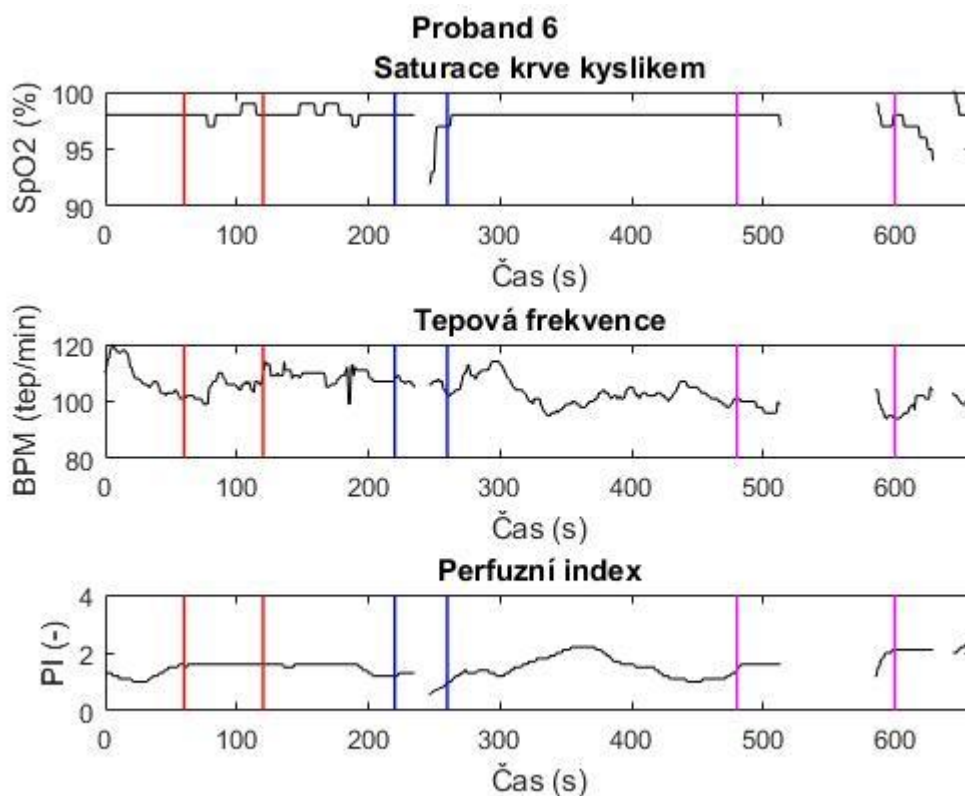 Proband 6
Saturace krve kyslikem
SpO2 (%)
100
95
90
0 100 200 300 400 500 600
Čas (s)
Tepová frekvence
BPM (tep/min)
120
100
80
0 100 200 300 400 500 600
Čas (s)
Perfuzní index
PI (-)
4
2
0
0 100 200 300 400 500 600
Čas (s)